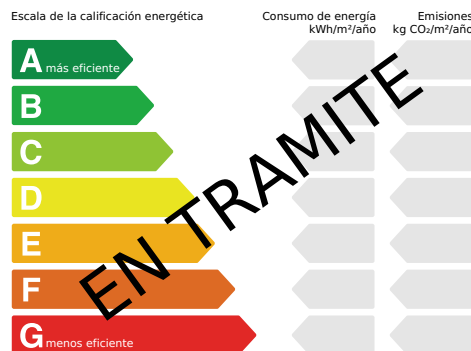 Escala de la calificación energética
Consumo de energía
kWh/m²/año
Emisiones
kg CO₂/m²/año
A más eficiente
B
C
D
E
F
G menos eficiente
EN TRAMITE